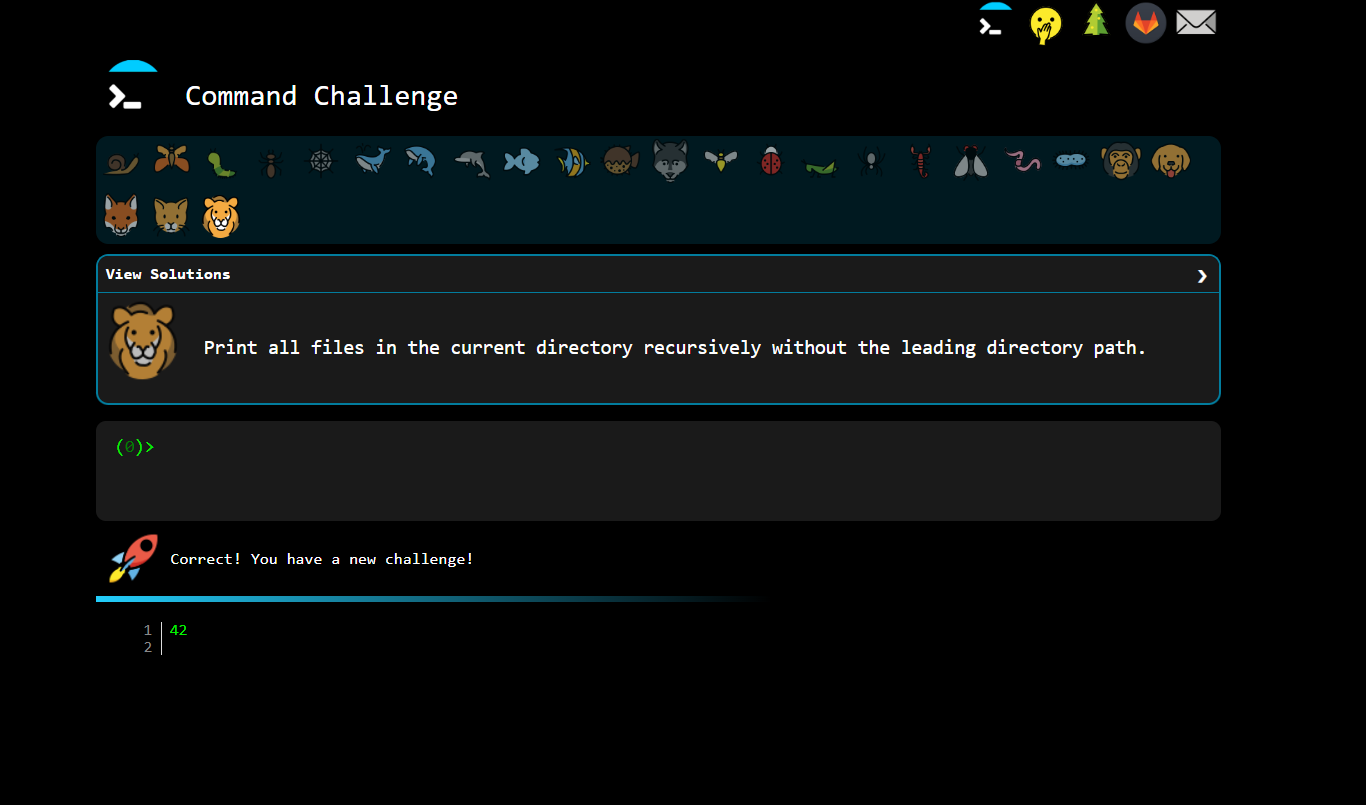 Command Challenge
View Solutions
Print all files in the current directory recursively without the leading directory path.
(0)>
Correct! You have a new challenge!
1 42
2